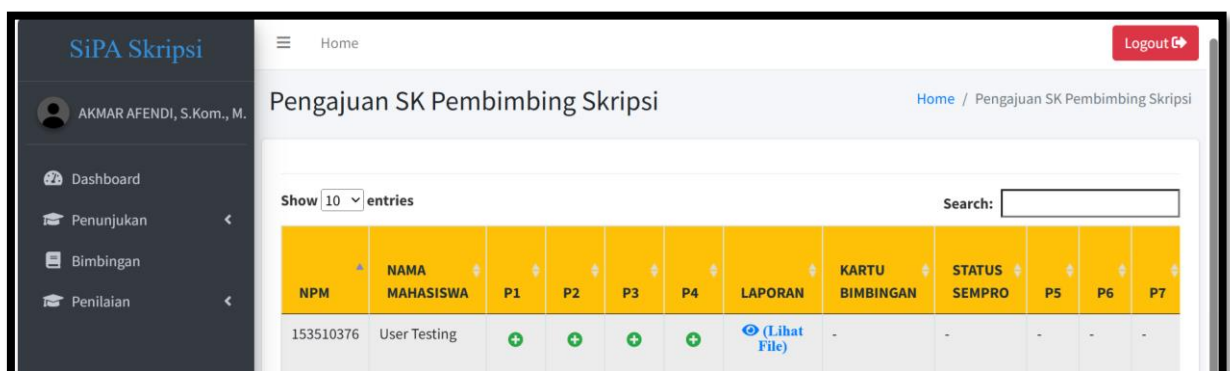 SiPA Skripsi
Home
Logout
AKMAR AFENDI, S.Kom., M.
Pengajuan SK Pembimbing Skripsi
Home / Pengajuan SK Pembimbing Skripsi
Dashboard
Penunjukan
Bimbingan
Penilaian
Show 10 entries
Search:
NPM
NAMA
MAHASISWA
P1
P2
P3
P4
LAPORAN
KARTU
BIMBINGAN
STATUS
SEMPRO
P5
P6
P7
153510376
User Testing
(Lihat
File)
-
-
-
-
-